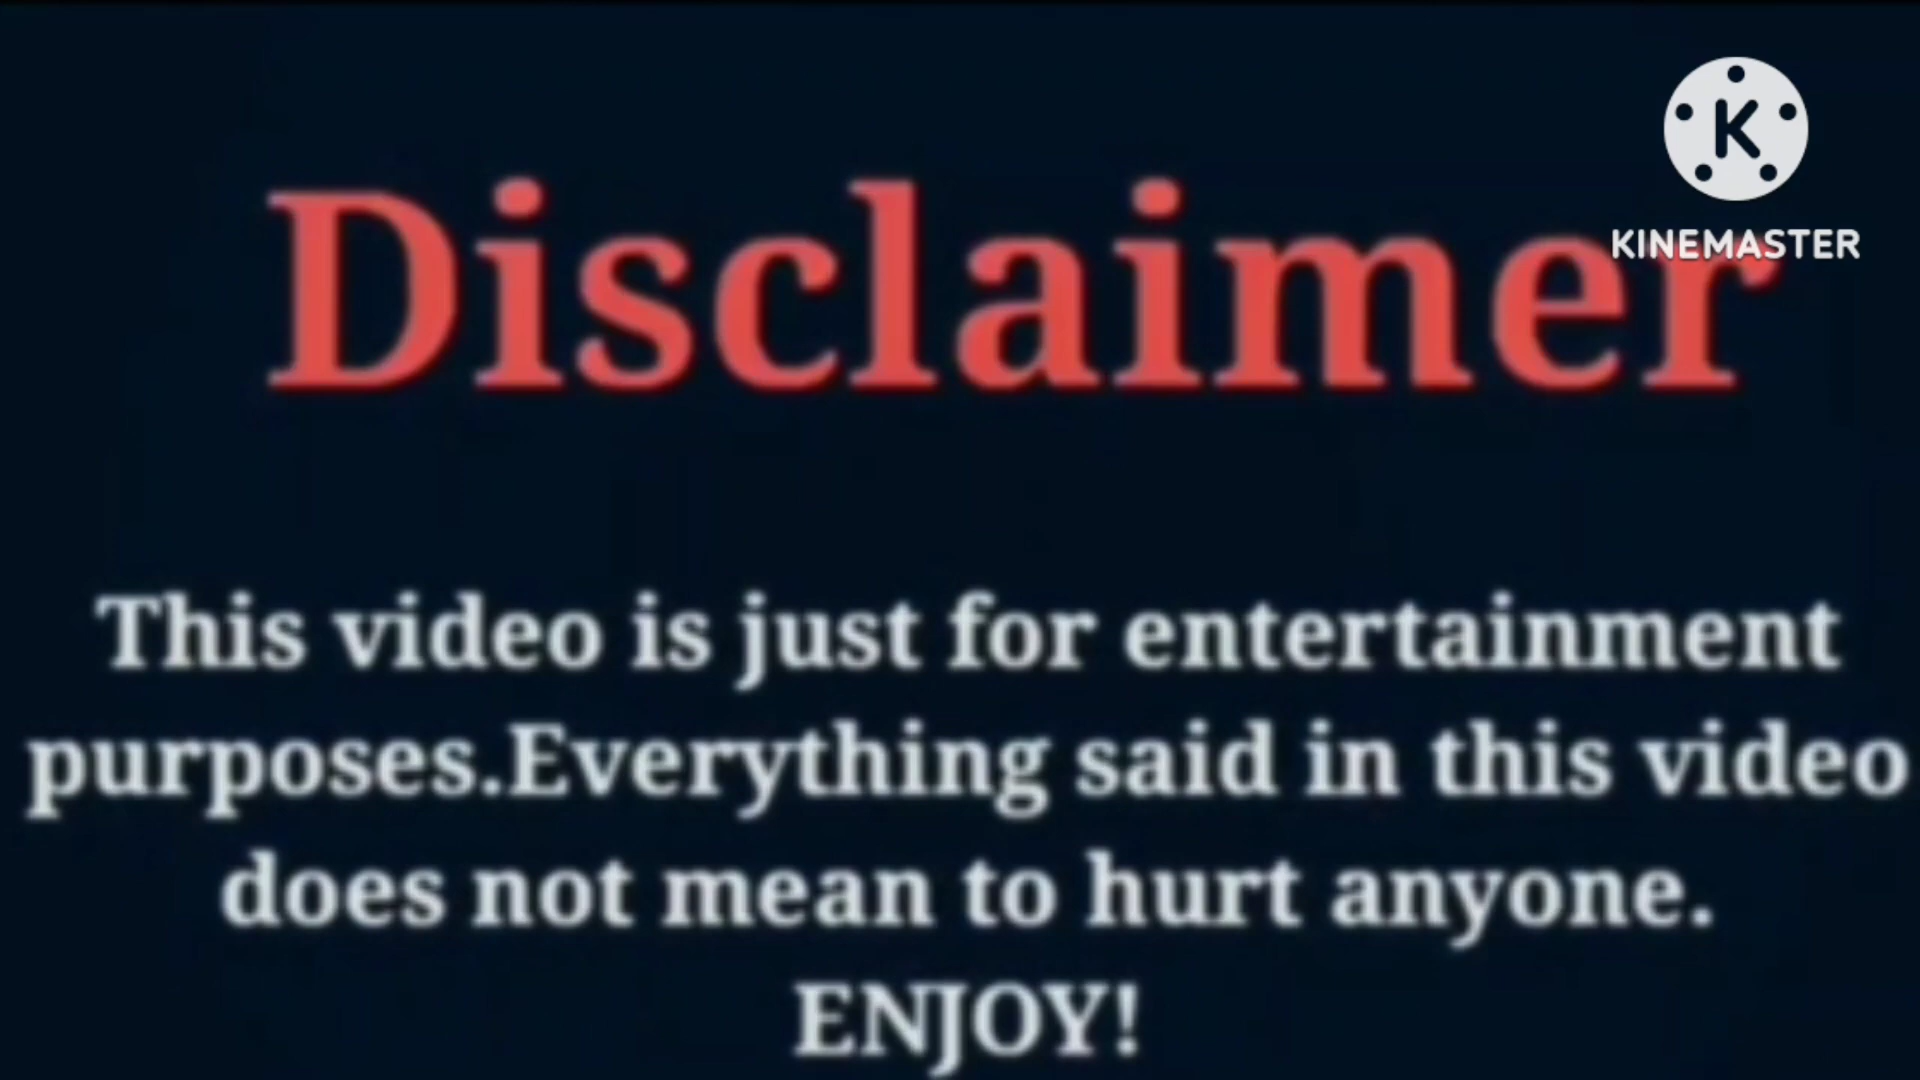 K
KINEMASTER
Disclaimer
This video is just for entertainment
purposes.Everything said in this video
does not mean to hurt anyone.
ENJOY!